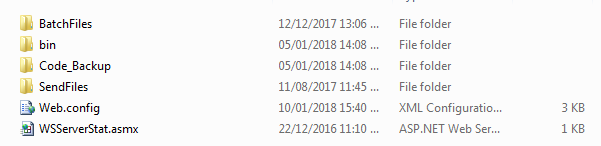 BatchFiles 12/12/2017 13:06 ... File folder
bin 05/01/2018 14:08 ... File folder
Code_Backup 05/01/2018 14:08 ... File folder
SendFiles 11/08/2017 11:45 ... File folder
Web.config 10/01/2018 15:40 ... XML Configuratio... 3 KB
WSServerStat.asmx 22/12/2016 11:10 ... ASP.NET Web Ser... 1 KB